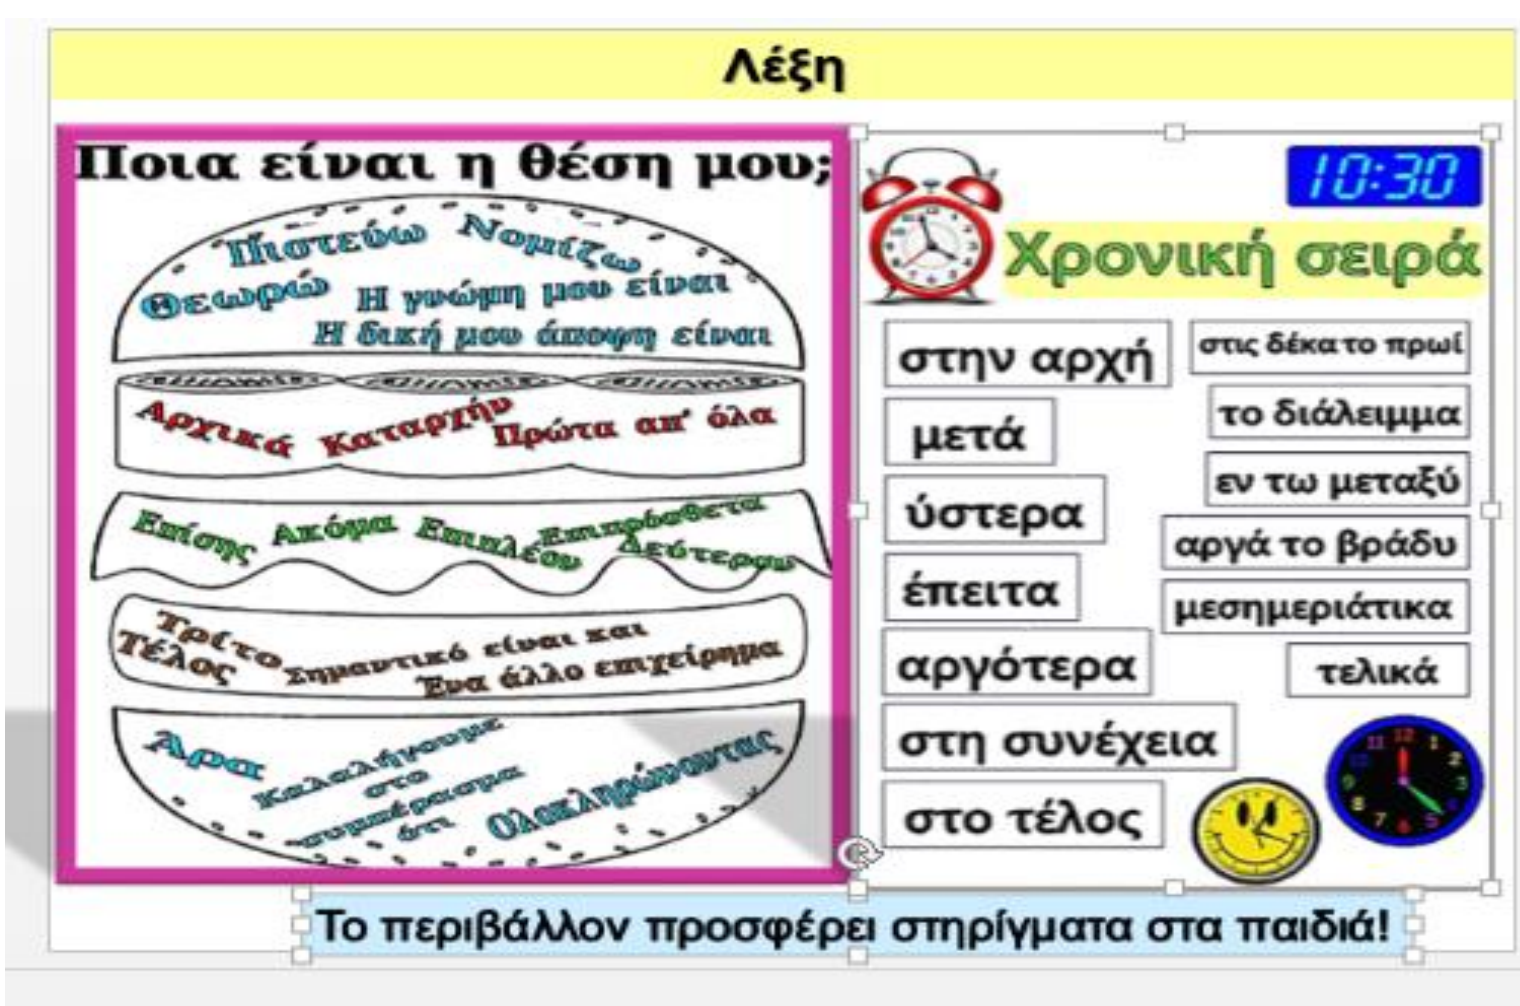 Λέξη
Ποια είναι η θέση μου;
Πιστεύω Νομίζω
Θεωρώ Η γνώμη μου είναι
Η δική μου άποψη είναι
Αρχικά Καταρχήν Πρώτα απ' όλα
Επίσης Ακόμα Επιπλέον Επιπρόσθετα
Δεύτερον
Τρίτο
Τέλος Σημαντικό είναι και
Ένα άλλο επιχείρημα
Άρα
Καλαλήγουμε
στο
συμπέρασμα
ότι
Ολοκληρώνοντας
10:30
Χρονική σειρά
στην αρχή
μετά
ύστερα
έπειτα
αργότερα
στη συνέχεια
στο τέλος
στις δέκα το πρωί
το διάλειμμα
εν τω μεταξύ
αργά το βράδυ
μεσημεριάτικα
τελικά
Το περιβάλλον προσφέρει στηρίγματα στα παιδιά!